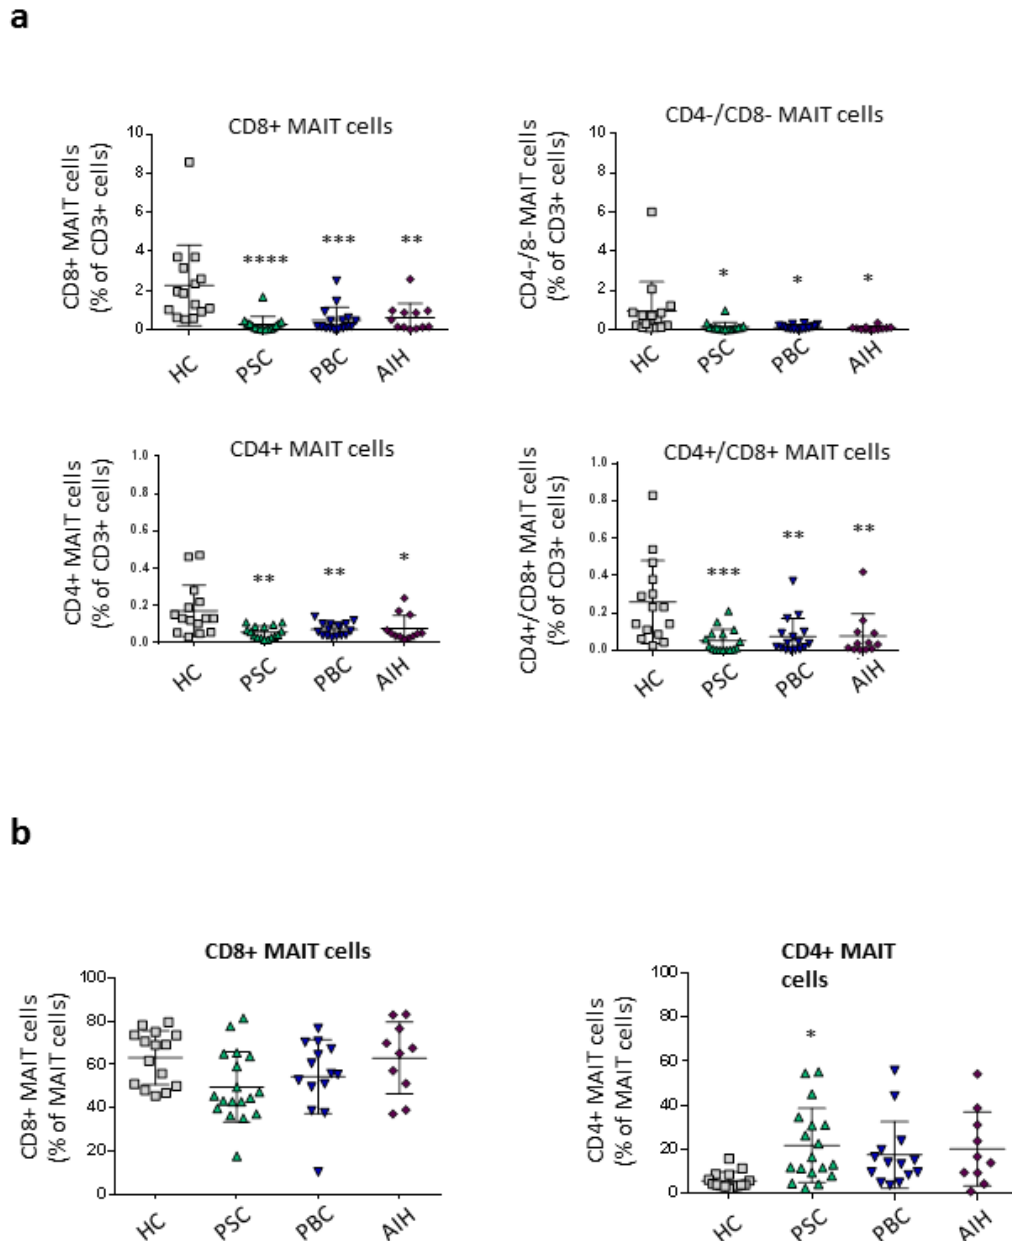 a
CD8+ MAIT cells
CD8+ MAIT cells
(% of CD3+ cells)
10
8
6
4
2
0
****
***
**
HC
PSC
PBC
AIH
CD4-/CD8- MAIT cells
CD4-/8- MAIT cells
(% of CD3+ cells)
10
8
6
4
2
0
*
*
*
HC
PSC
PBC
AIH
CD4+ MAIT cells
CD4+ MAIT cells
(% of CD3+ cells)
1.0
0.8
0.6
0.4
0.2
0.0
**
**
*
HC
PSC
PBC
AIH
CD4+/CD8+ MAIT cells
CD4+/CD8+ MAIT cells
(% of CD3+ cells)
1.0
0.8
0.6
0.4
0.2
0.0
***
**
**
HC
PSC
PBC
AIH
b
CD8+ MAIT cells
CD8+ MAIT cells
(% of MAIT cells)
100
80
60
40
20
0
HC
PSC
PBC
AIH
CD4+ MAIT
cells
CD4+ MAIT cells
(% of MAIT cells)
100
80
60
40
20
0
*
HC
PSC
PBC
AIH